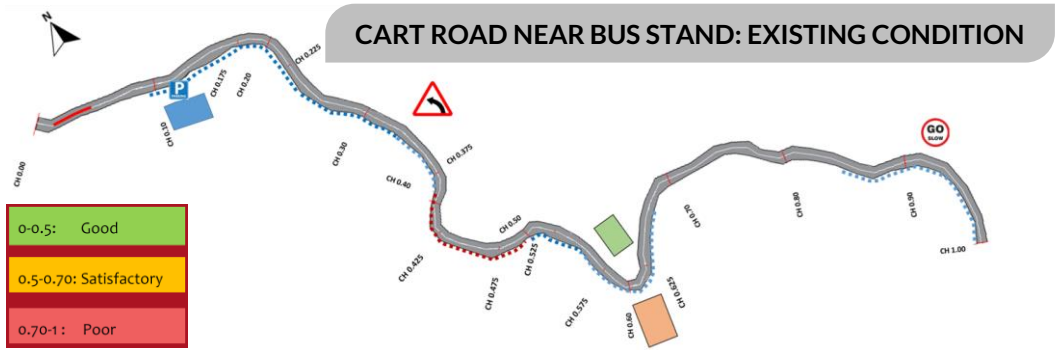 CART ROAD NEAR BUS STAND: EXISTING CONDITION
N
CH 0.00
P
CH 0.10
CH 0.175
CH 0.20
CH 0.225
CH 0.30
CH 0.375
CH 0.40
CH 0.425
CH 0.475
CH 0.50
CH 0.525
CH 0.575
CH 0.60
CH 0.625
CH 0.70
CH 0.80
CH 0.90
CH 1.00
GO
SLOW
0-0.5: Good
0.5-0.70: Satisfactory
0.70-1 : Poor